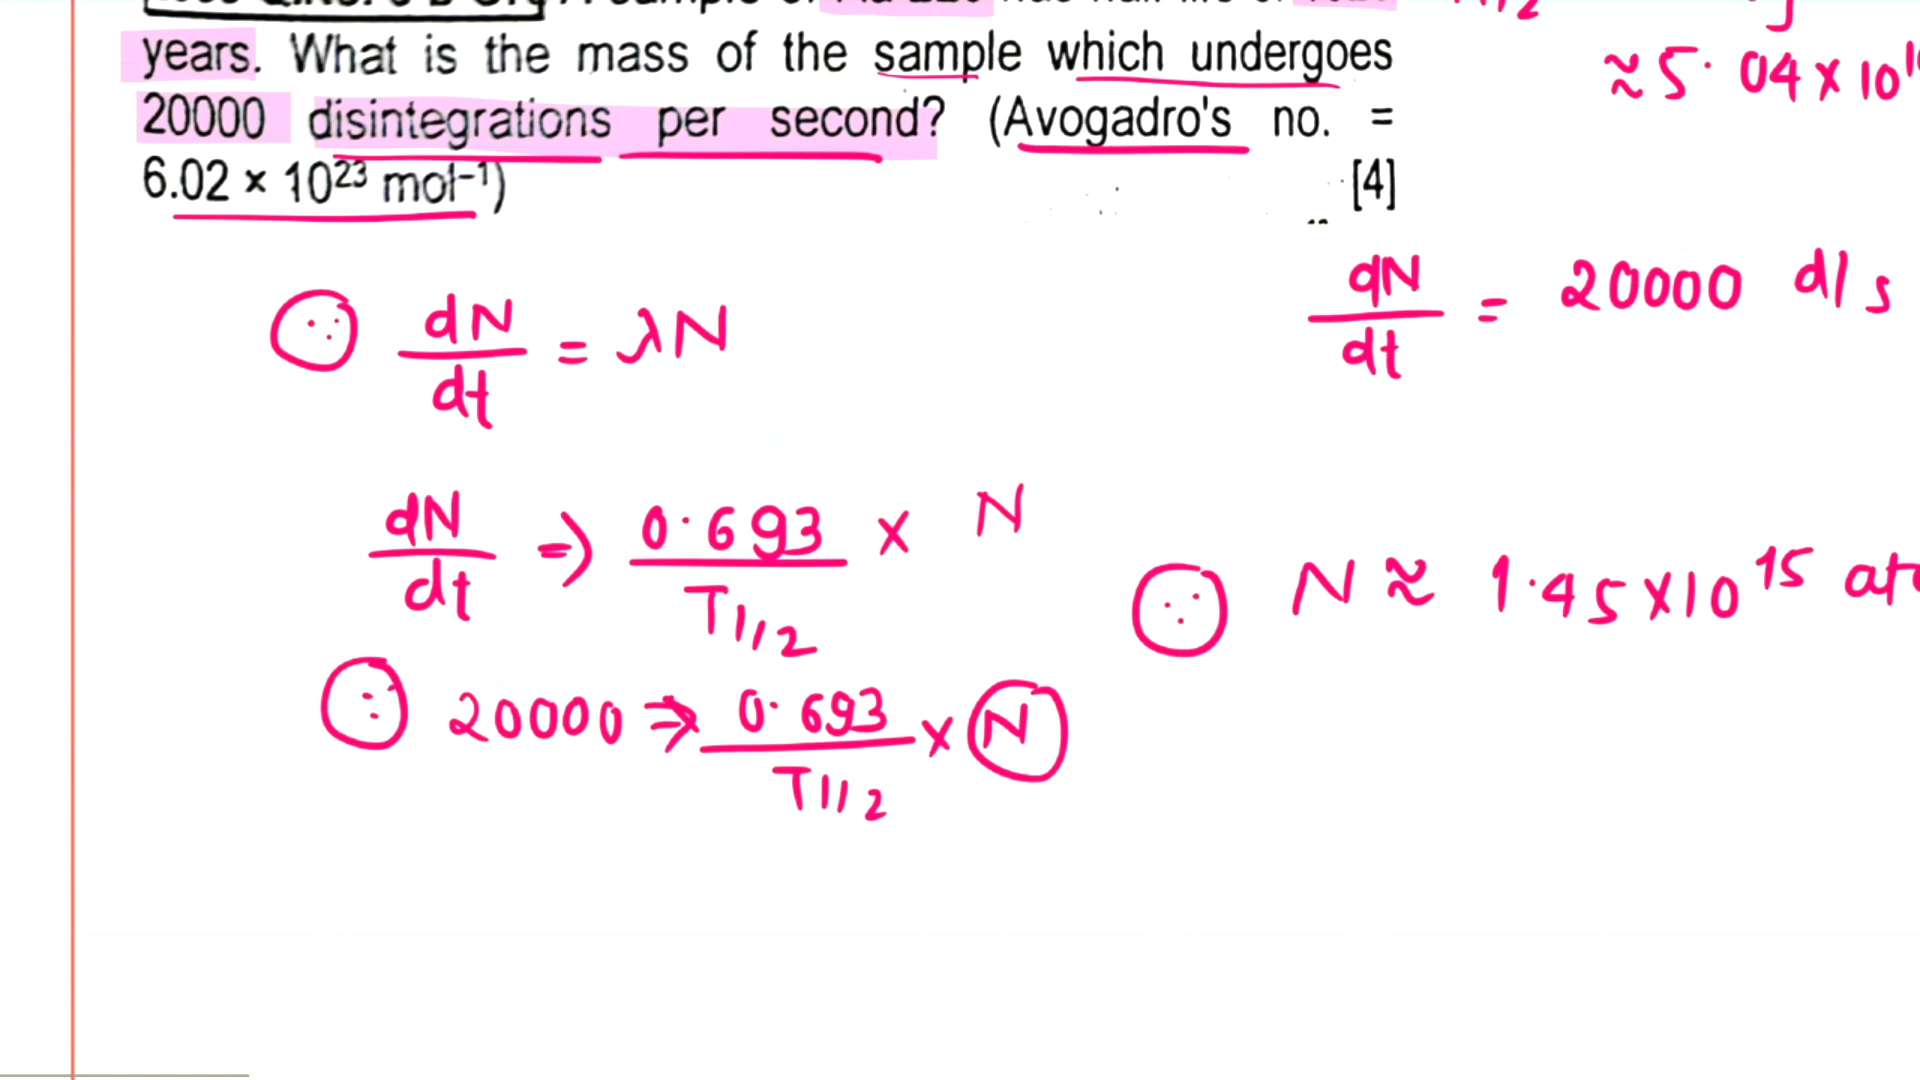 years. What is the mass of the sample which undergoes
≈ 5.04 × 10
20000 disintegrations per second? (Avogadro's no. =
6.02 × 10²³ mol⁻¹) [4]
dN/dt = λN
dN/dt = 20000 d/s
dN/dt ⇒ 0.693/T1/2 × N
N ≈ 1.45×10¹⁵
20000 ⇒ 0.693/T1/2 × N